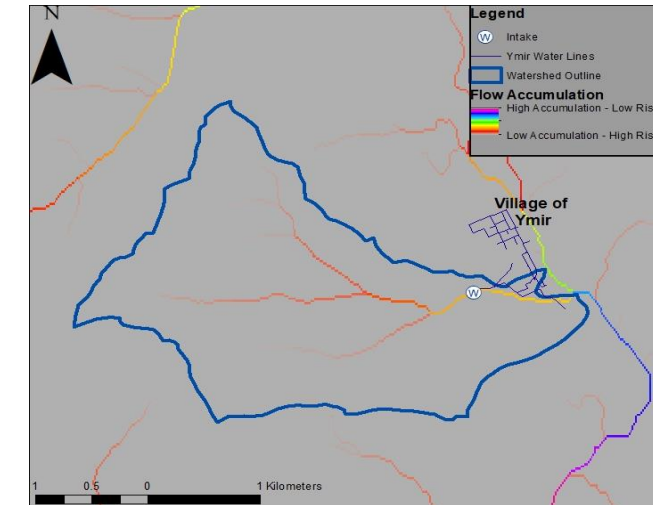 N
Legend
W Intake
Ymir Water Lines
Watershed Outline
Flow Accumulation
High Accumulation - Low Ris
Low Accumulation - High Ris
Village of
Ymir
W
1 0.5 0 1 Kilometers